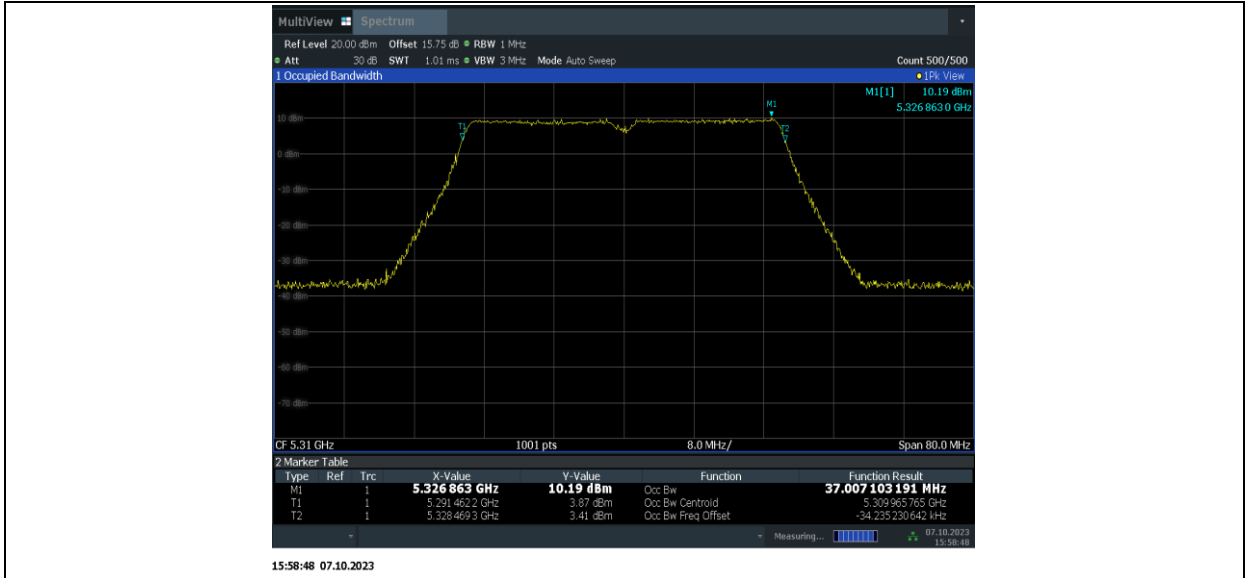 MultiView Spectrum
Ref Level 20.00 dBm Offset 15.75 dB RBW 1 MHz
Att 30 dB SWT 1.01 ms VBW 3 MHz Mode Auto Sweep Count 500/500
1 Occupied Bandwidth 1Pk View
M1[1] 10.19 dBm
5.326 863 0 GHz
M1
10 dBm
T1
T2
0 dBm
-10 dBm
-20 dBm
-30 dBm
-40 dBm
-50 dBm
-60 dBm
-70 dBm
CF 5.31 GHz 1001 pts 8.0 MHz/ Span 80.0 MHz
2 Marker Table
Type Ref Trc X-Value Y-Value Function Function Result
M1 1 5.326 863 GHz 10.19 dBm Occ Bw 37.007 103 191 MHz
T1 1 5.291 462 2 GHz 3.87 dBm Occ Bw Centroid 5.309 965 765 GHz
T2 1 5.328 469 3 GHz 3.41 dBm Occ Bw Freq Offset -34.235 230 642 kHz
Measuring... 07.10.2023
15:58:48
15:58:48 07.10.2023